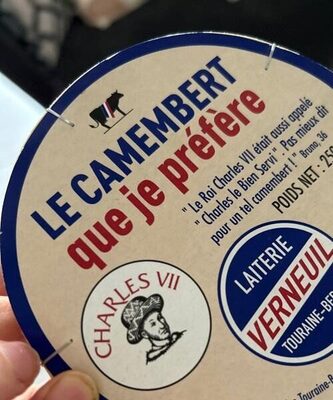 LE CAMEMBERT
que je préfère
" Le Roi Charles VII était aussi appelé
" Charles le Bien Servi " : Pas mieux dit
pour un tel camembert ! " Bruno, 36
POIDS NET : 25
CHARLES VII
LAITERIE
VERNEUIL
TOURAINE-BER